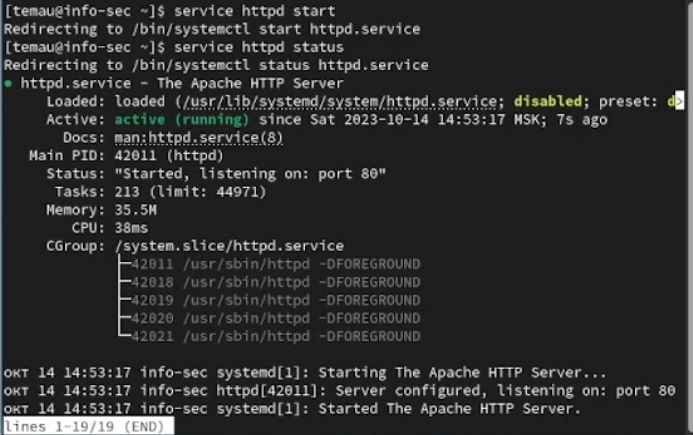 [temau@info-sec ~]$ service httpd start
Redirecting to /bin/systemctl start httpd.service
[temau@info-sec ~]$ service httpd status
Redirecting to /bin/systemctl status httpd.service
● httpd.service - The Apache HTTP Server
     Loaded: loaded (/usr/lib/systemd/system/httpd.service; disabled; preset: d>
     Active: active (running) since Sat 2023-10-14 14:53:17 MSK; 7s ago
       Docs: man:httpd.service(8)
   Main PID: 42011 (httpd)
     Status: "Started, listening on: port 80"
      Tasks: 213 (limit: 44971)
     Memory: 35.5M
        CPU: 38ms
     CGroup: /system.slice/httpd.service
             ├─42011 /usr/sbin/httpd -DFOREGROUND
             ├─42018 /usr/sbin/httpd -DFOREGROUND
             ├─42019 /usr/sbin/httpd -DFOREGROUND
             ├─42020 /usr/sbin/httpd -DFOREGROUND
             └─42021 /usr/sbin/httpd -DFOREGROUND
окт 14 14:53:17 info-sec systemd[1]: Starting The Apache HTTP Server...
окт 14 14:53:17 info-sec httpd[42011]: Server configured, listening on: port 80
окт 14 14:53:17 info-sec systemd[1]: Started The Apache HTTP Server.
lines 1-19/19 (END)